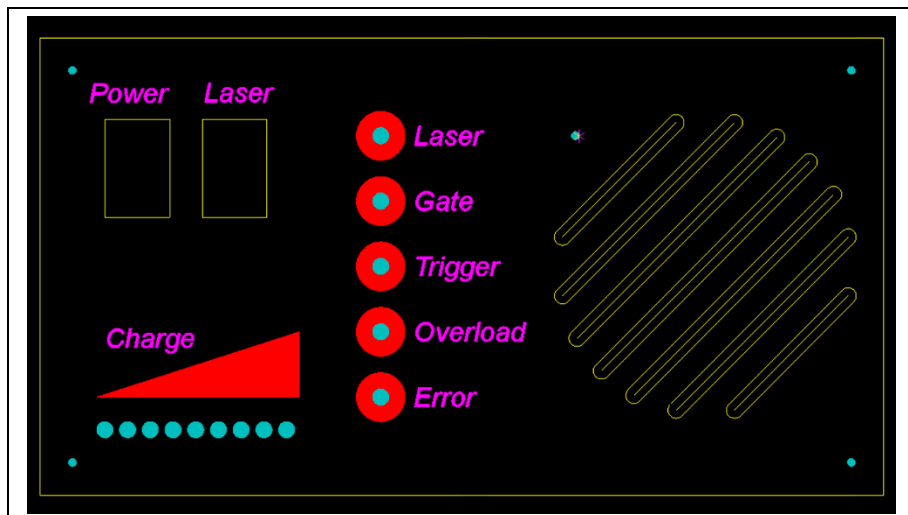 Power
Laser
Laser
Gate
Trigger
Overload
Charge
Error